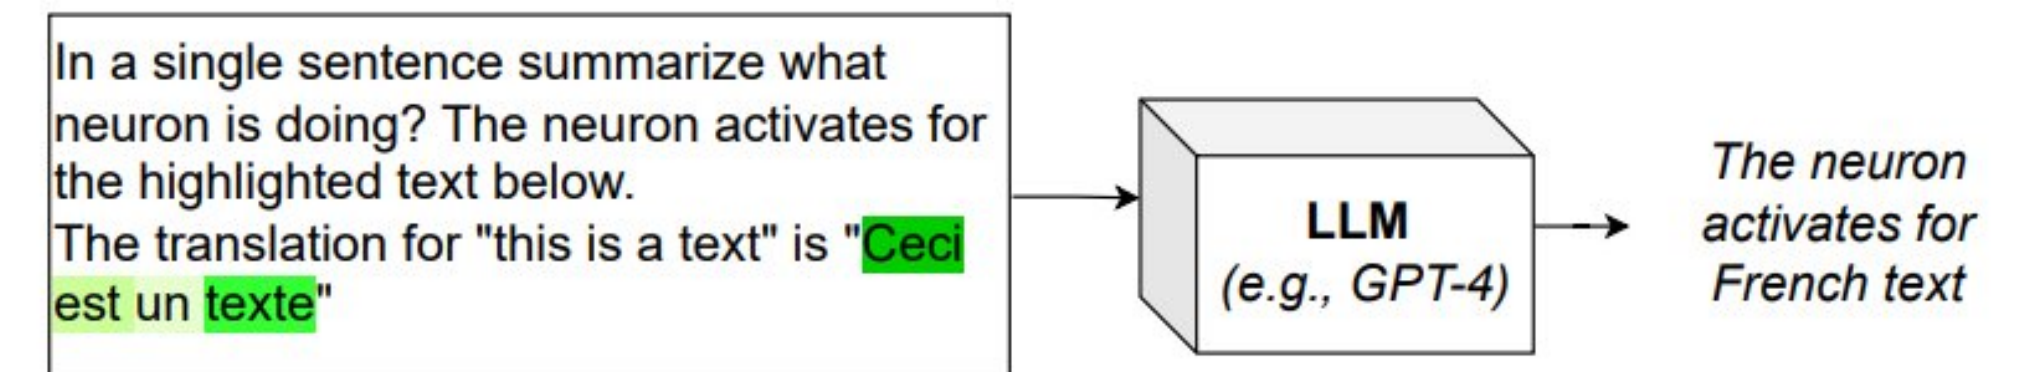 In a single sentence summarize what
neuron is doing? The neuron activates for
the highlighted text below.
The translation for "this is a text" is "Ceci
est un texte"
LLM
(e.g., GPT-4)
The neuron
activates for
French text